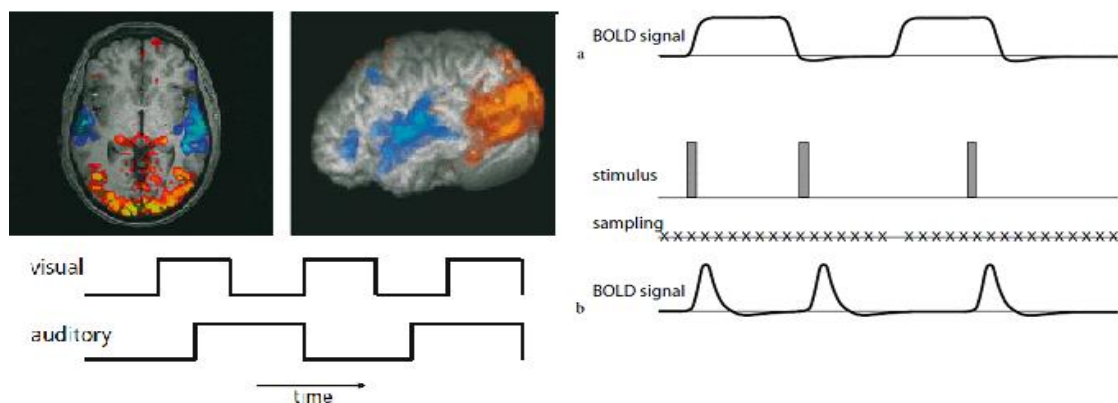 visual
auditory
time
BOLD signal
a
stimulus
sampling
BOLD signal
b